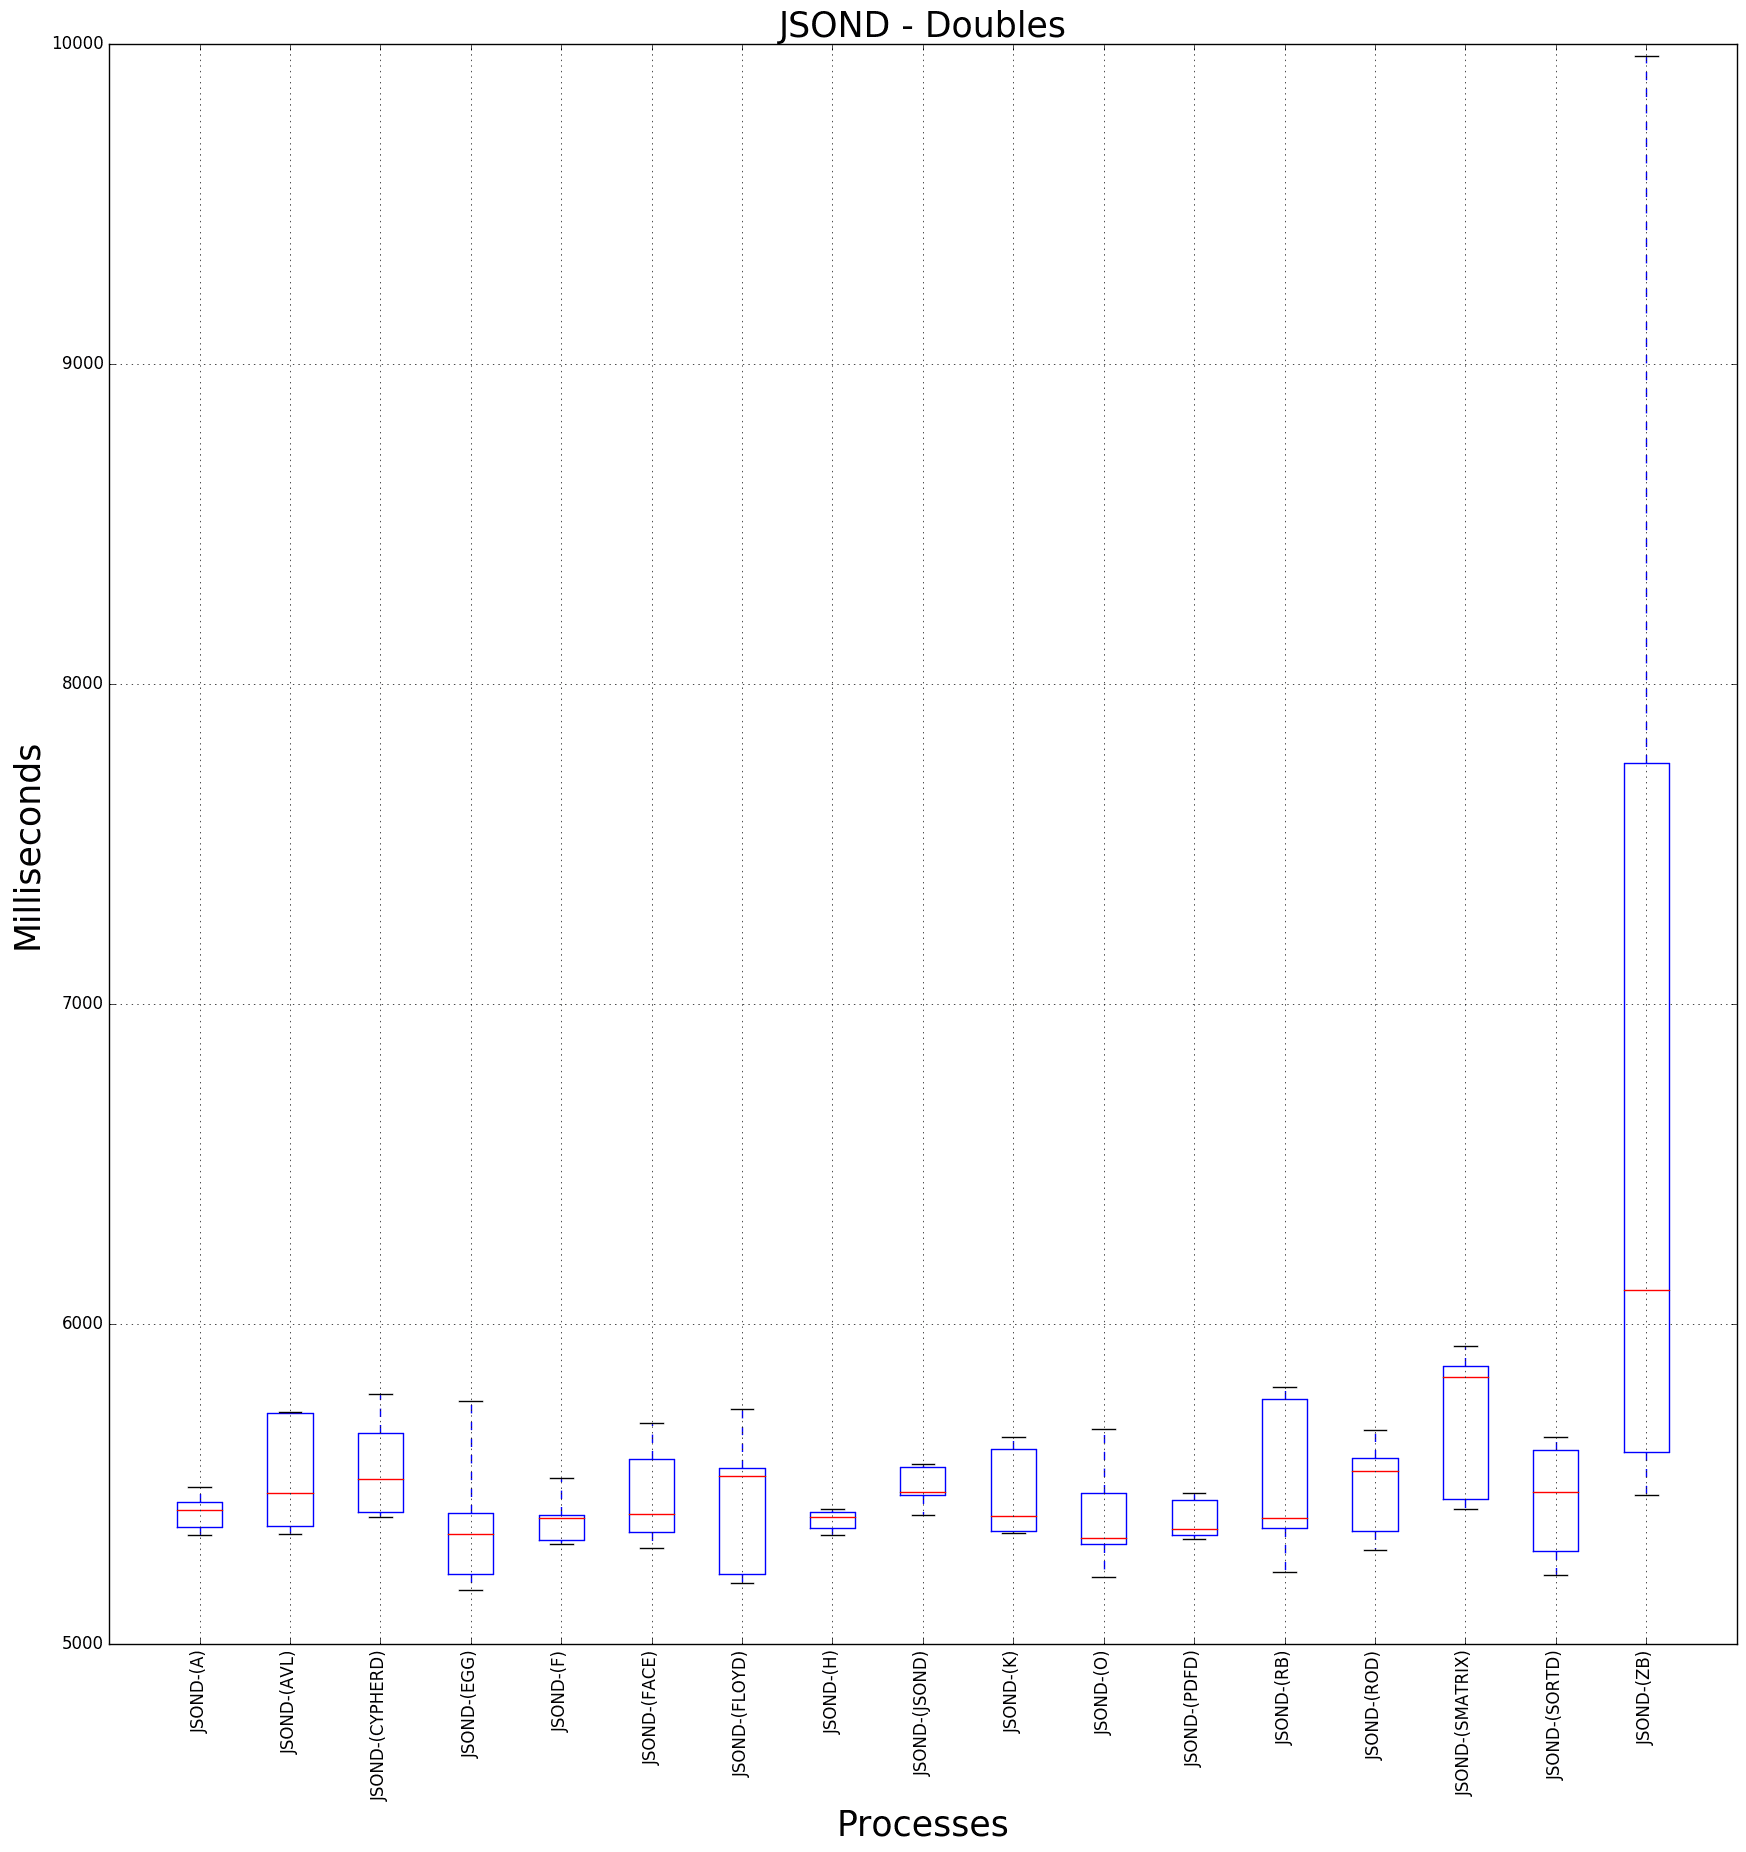 JSOND - Doubles
10000
9000
8000
7000
6000
5000
Milliseconds
JSOND-(A)
JSOND-(AVL)
JSOND-(CYPHERD)
JSOND-(EGG)
JSOND-(F)
JSOND-(FACE)
JSOND-(FLOYD)
JSOND-(H)
JSOND-(JSOND)
JSOND-(K)
JSOND-(O)
JSOND-(PDFD)
JSOND-(RB)
JSOND-(ROD)
JSOND-(SMATRIX)
JSOND-(SORTD)
JSOND-(ZB)
Processes